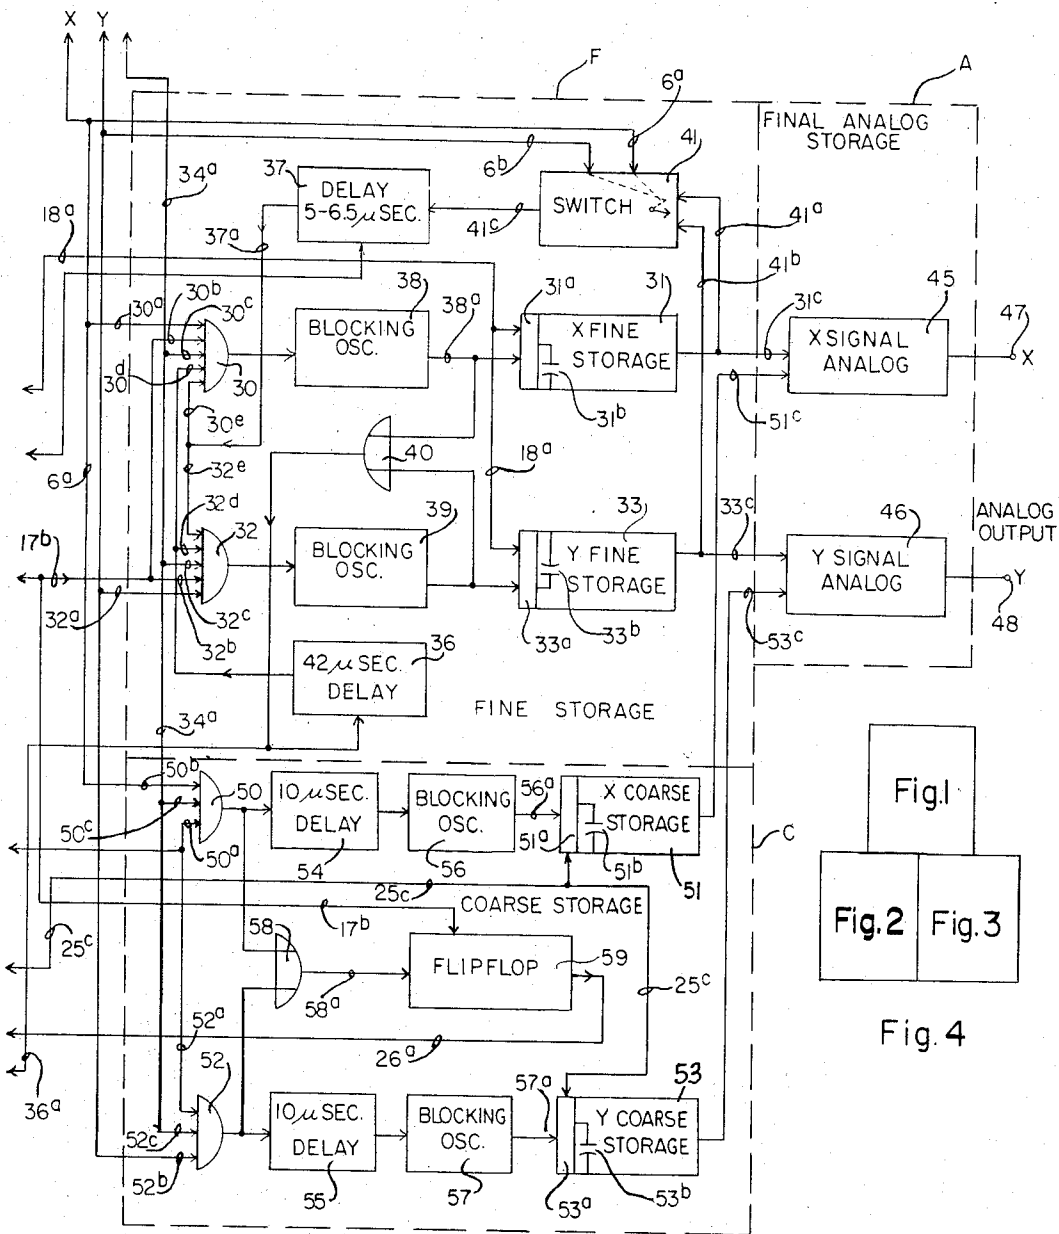 X Y
F
A
6a
41
FINAL ANALOG
STORAGE
6b
34a
37
DELAY
5-6.5 μSEC.
SWITCH
41c
41a
18a
37a
41b
30b
30a
30c
38
38a
31a
31
31c
45
47
BLOCKING
OSC.
X FINE
STORAGE
X SIGNAL
ANALOG
X
30d
30
30e
31b
51c
40
6a
32e
18a
32d
39
33
33c
46
ANALOG
OUTPUT
17b
32
BLOCKING
OSC.
Y FINE
STORAGE
Y SIGNAL
ANALOG
Y
32a
32c
32b
33a
33b
53c
48
36
42 μSEC.
DELAY
FINE STORAGE
34a
50b
50
10 μSEC.
DELAY
BLOCKING
OSC.
56a
X COARSE
STORAGE
Fig.1
50c
50a
54
56
51a
51b
51
C
25c
COARSE STORAGE
17b
Fig.2
Fig.3
25c
58
FLIPFLOP
59
58a
25c
52a
26a
Fig. 4
36a
52
10 μSEC.
DELAY
BLOCKING
OSC.
57a
53
Y COARSE
STORAGE
52c
52b
55
57
53a
53b